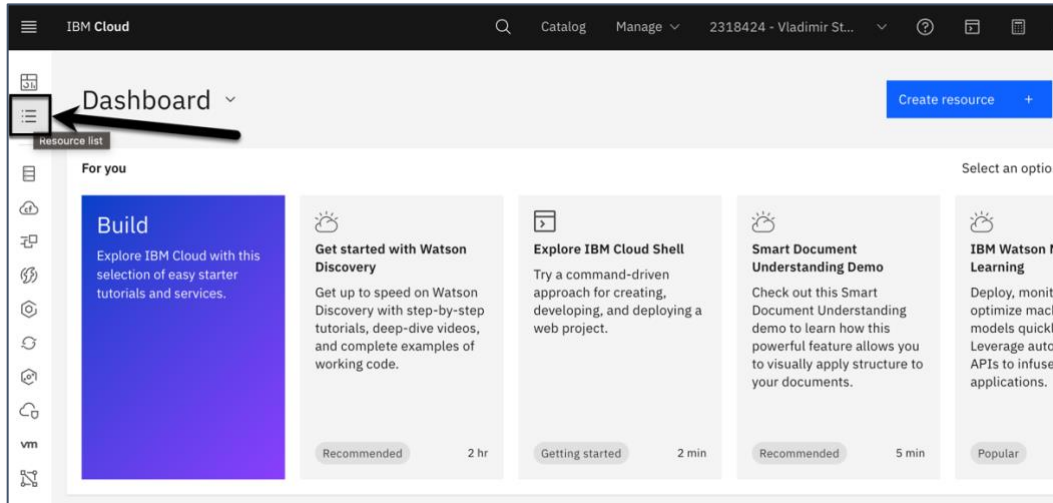 IBM Cloud
Catalog
Manage
2318424 - Vladimir St...
Dashboard
Create resource +
Resource list
For you
Select an optio
Build
Explore IBM Cloud with this
selection of easy starter
tutorials and services.
Get started with Watson
Discovery
Get up to speed on Watson
Discovery with step-by-step
tutorials, deep-dive videos,
and complete examples of
working code.
Recommended
2 hr
Explore IBM Cloud Shell
Try a command-driven
approach for creating,
developing, and deploying a
web project.
Getting started
2 min
Smart Document
Understanding Demo
Check out this Smart
Document Understanding
demo to learn how this
powerful feature allows you
to visually apply structure to
your documents.
Recommended
5 min
IBM Watson M
Learning
Deploy, monit
optimize mach
models quickl
Leverage auto
APIs to infuse
applications.
Popular
vm